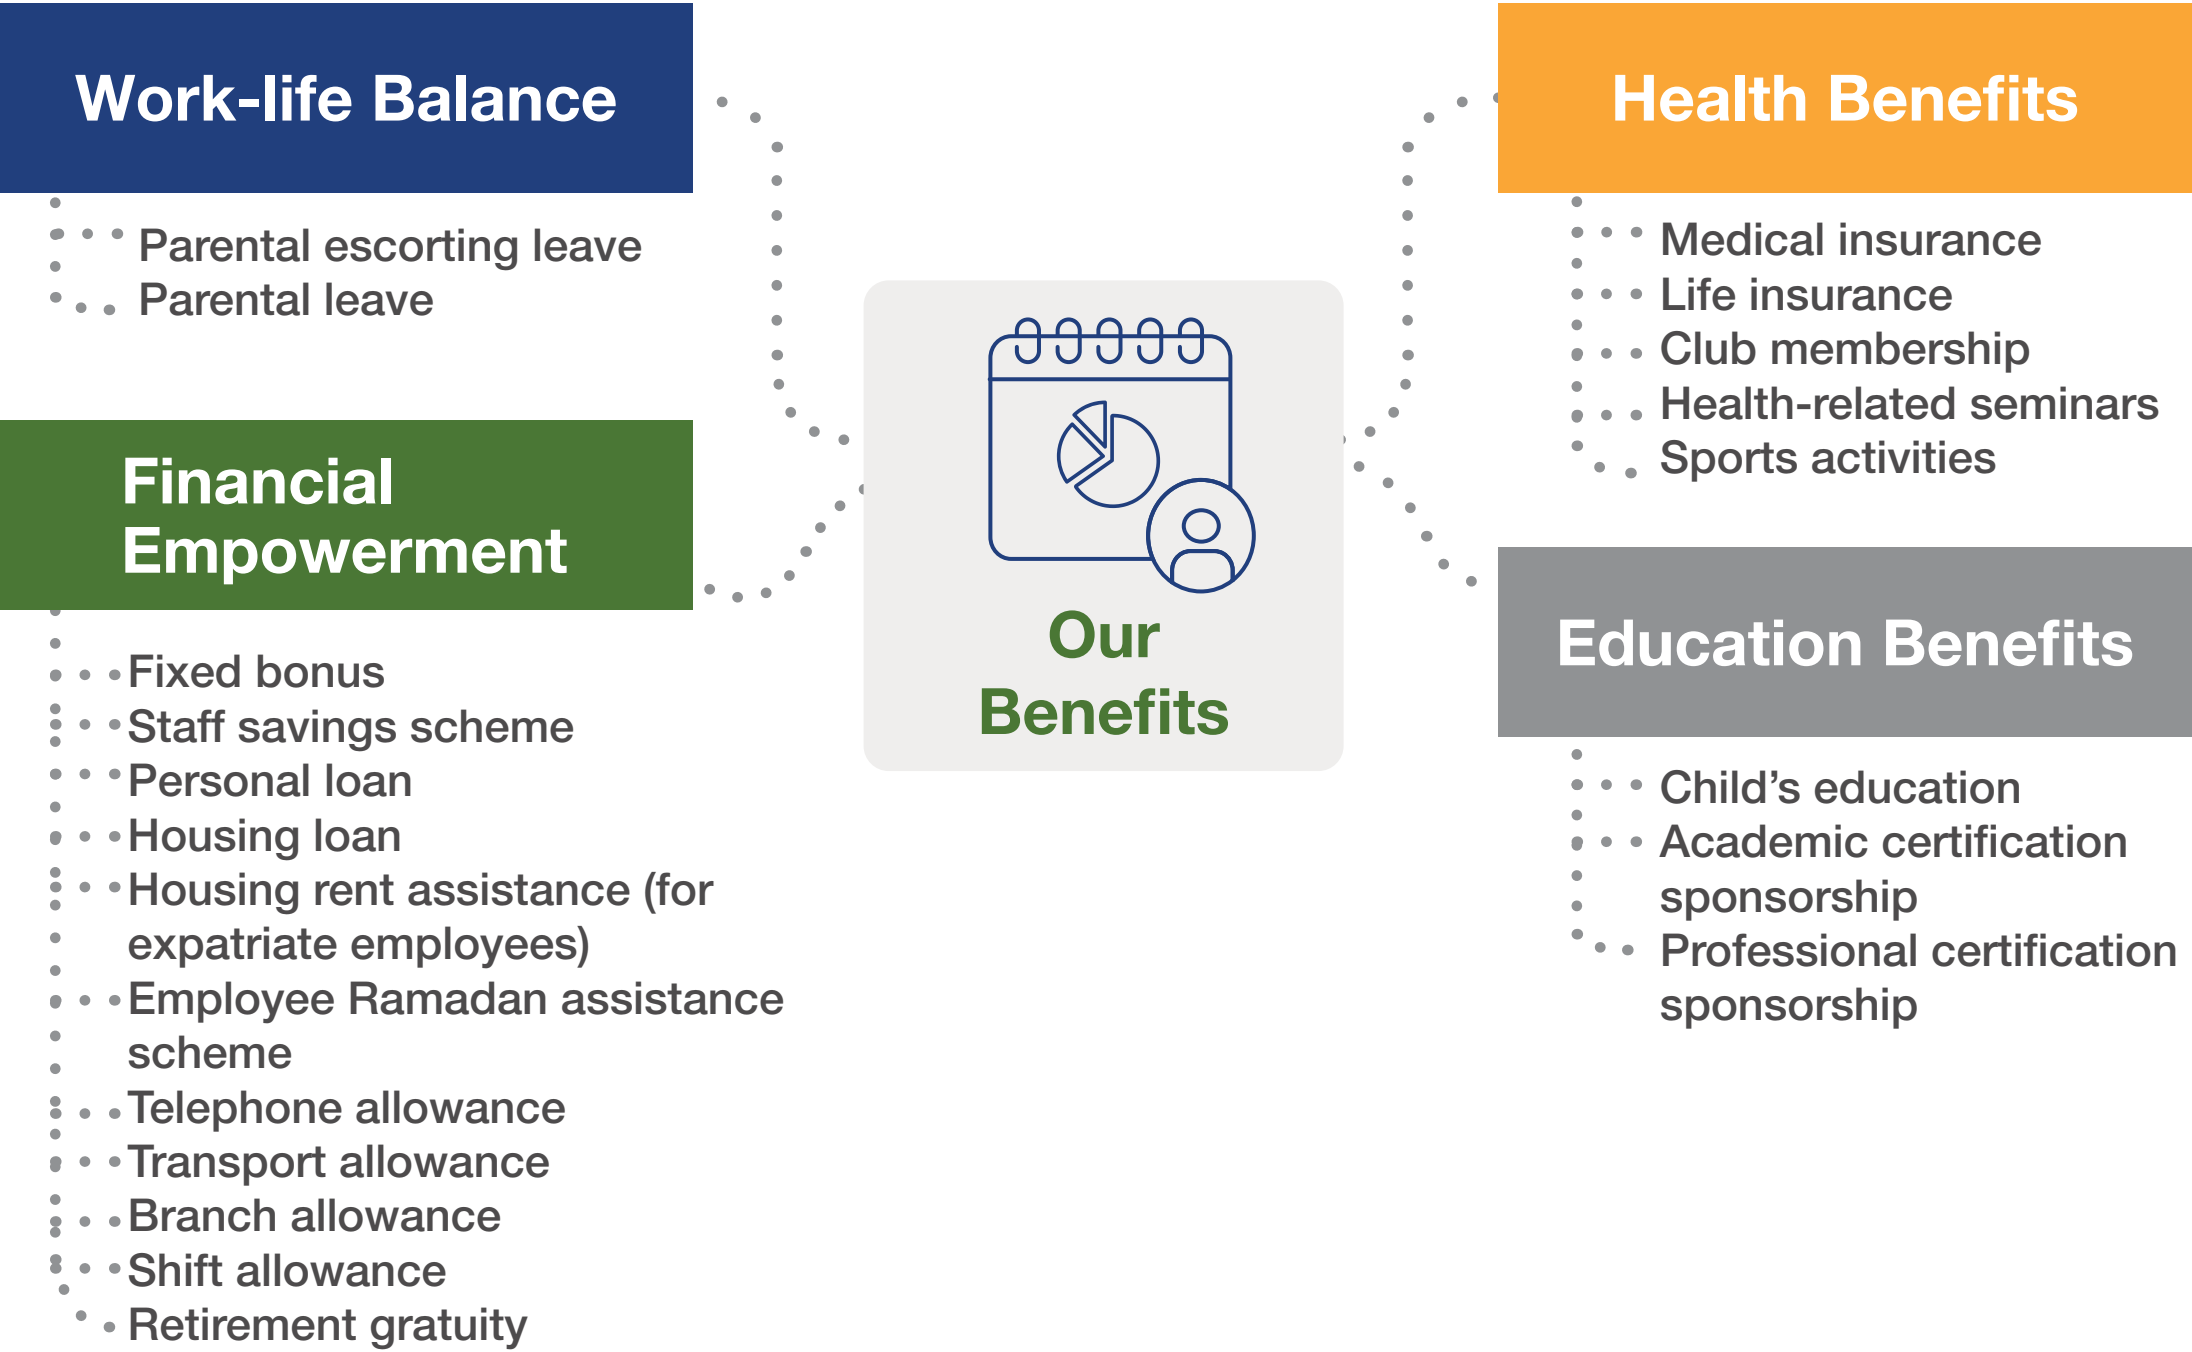 Work-life Balance
Parental escorting leave
Parental leave
Financial
Empowerment
Fixed bonus
Staff savings scheme
Personal loan
Housing loan
Housing rent assistance (for
expatriate employees)
Employee Ramadan assistance
scheme
Telephone allowance
Transport allowance
Branch allowance
Shift allowance
Retirement gratuity
Our
Benefits
Health Benefits
Medical insurance
Life insurance
Club membership
Health-related seminars
Sports activities
Education Benefits
Child’s education
Academic certification
sponsorship
Professional certification
sponsorship